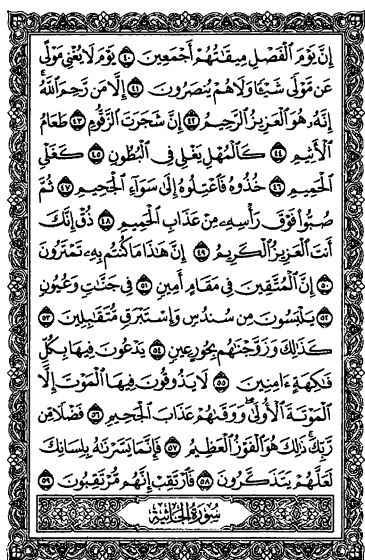 إِنَّ يَوْمَ ٱلْفَصْلِ مِيقَٰتُهُمْ أَجْمَعِينَ ٤٠ يَوْمَ لَا يُغْنِى مَوْلًى
عَن مَّوْلًى شَيْـًٔا وَلَا هُمْ يُنصَرُونَ ٤١ إِلَّا مَن رَّحِمَ ٱللَّهُ
إِنَّهُۥ هُوَ ٱلْعَزِيزُ ٱلرَّحِيمُ ٤٢ إِنَّ شَجَرَتَ ٱلزَّقُّومِ ٤٣ طَعَامُ
ٱلْأَثِيمِ ٤٤ كَٱلْمُهْلِ يَغْلِى فِى ٱلْبُطُونِ ٤٥ كَغَلْىِ
ٱلْحَمِيمِ ٤٦ خُذُوهُ فَٱعْتِلُوهُ إِلَىٰ سَوَآءِ ٱلْجَحِيمِ ٤٧ ثُمَّ
صُبُّوا۟ فَوْقَ رَأْسِهِۦ مِنْ عَذَابِ ٱلْحَمِيمِ ٤٨ ذُقْ إِنَّكَ
أَنتَ ٱلْعَزِيزُ ٱلْكَرِيمُ ٤٩ إِنَّ هَٰذَا مَا كُنتُم بِهِۦ تَمْتَرُونَ
٥٠ إِنَّ ٱلْمُتَّقِينَ فِى مَقَامٍ أَمِينٍ ٥١ فِى جَنَّٰتٍ وَعُيُونٍ
٥٢ يَلْبَسُونَ مِن سُندُسٍ وَإِسْتَبْرَقٍ مُّتَقَٰبِلِينَ ٥٣
كَذَٰلِكَ وَزَوَّجْنَٰهُم بِحُورٍ عِينٍ ٥٤ يَدْعُونَ فِيهَا بِكُلِّ
فَٰكِهَةٍ ءَامِنِينَ ٥٥ لَا يَذُوقُونَ فِيهَا ٱلْمَوْتَ إِلَّا
ٱلْمَوْتَةَ ٱلْأُولَىٰ وَوَقَىٰهُمْ عَذَابَ ٱلْجَحِيمِ ٥٦ فَضْلًا مِّن
رَّبِّكَ ذَٰلِكَ هُوَ ٱلْفَوْزُ ٱلْعَظِيمُ ٥٧ فَإِنَّمَا يَسَّرْنَٰهُ بِلِسَانِكَ
لَعَلَّهُمْ يَتَذَكَّرُونَ ٥٨ فَٱرْتَقِبْ إِنَّهُم مُّرْتَقِبُونَ ٥٩
سُورَةُ الجَاثِيَةِ